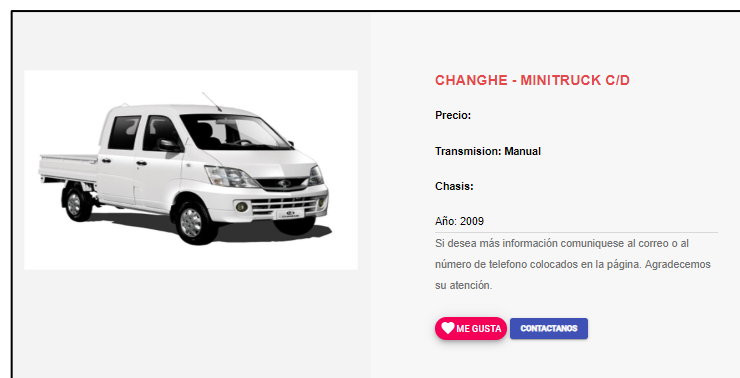 CHANGHE - MINITRUCK C/D
Precio:
Transmision: Manual
Chasis:
Año: 2009
Si desea más información comuniquese al correo o al
número de telefono colocados en la página. Agradecemos
su atención.
ME GUSTA
CONTACTANOS